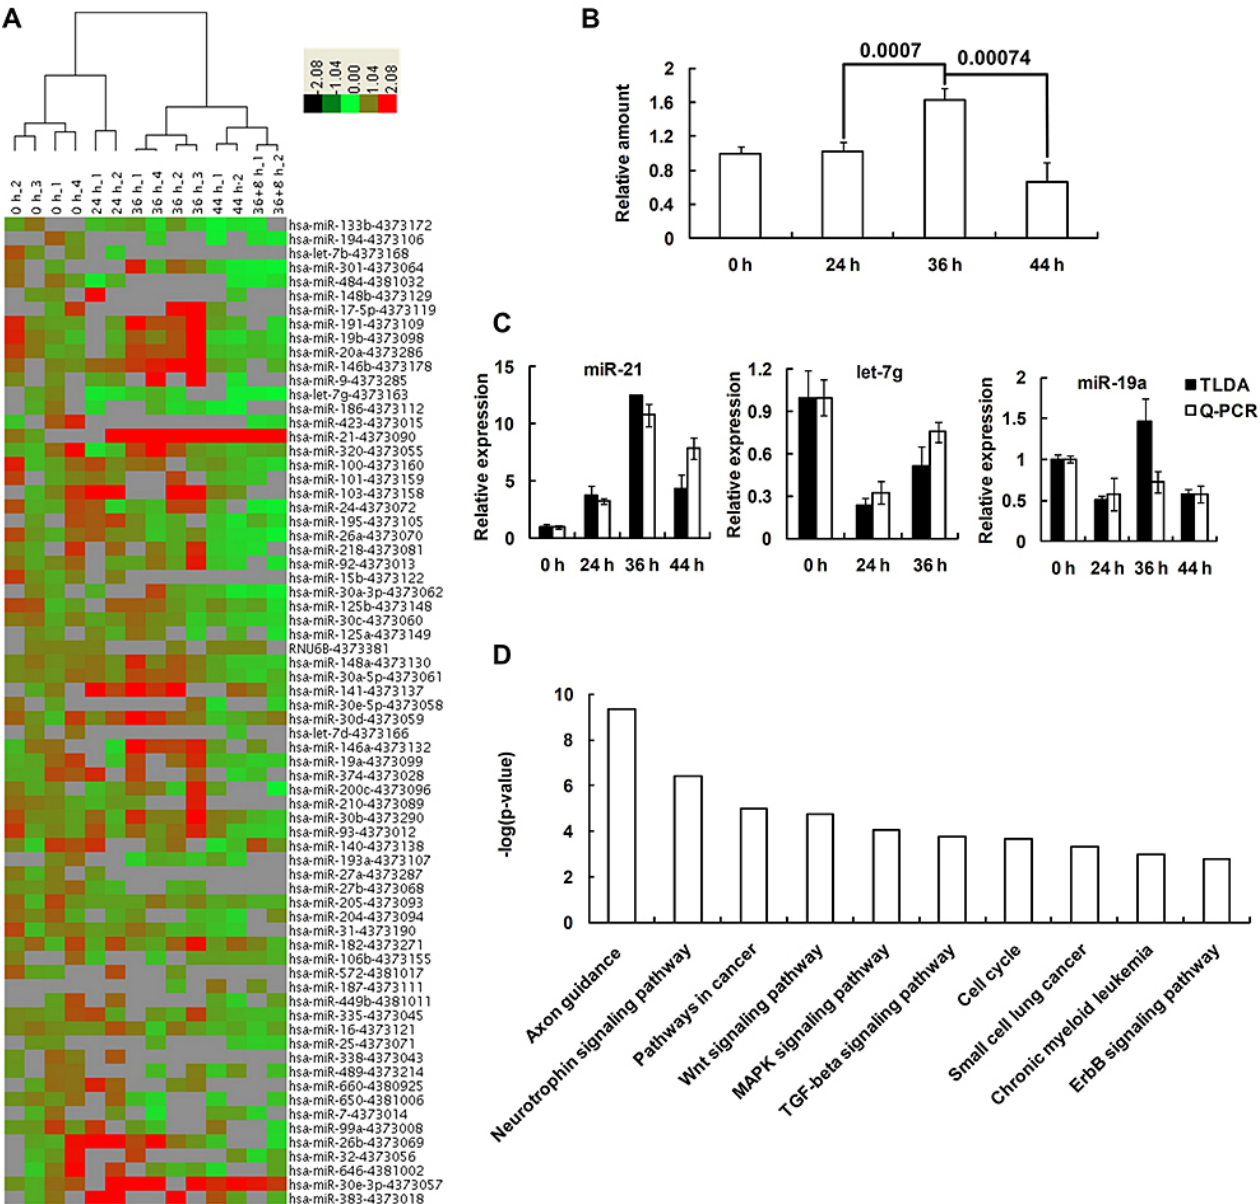 A
-2.08
-1.04
0.00
1.04
2.08
0 h_2
0 h_3
0 h_1
0 h_4
24 h_1
24 h_2
36 h_1
36 h_4
36 h_2
36 h_3
44 h_1
44 h-2
36+8 h_1
36+8 h_2
hsa-miR-133b-4373172
hsa-miR-194-4373106
hsa-let-7b-4373168
hsa-miR-301-4373064
hsa-miR-484-4381032
hsa-miR-148b-4373129
hsa-miR-17-5p-4373119
hsa-miR-191-4373109
hsa-miR-19b-4373098
hsa-miR-20a-4373286
hsa-miR-146b-4373178
hsa-miR-9-4373285
hsa-let-7g-4373163
hsa-miR-186-4373112
hsa-miR-423-4373015
hsa-miR-21-4373090
hsa-miR-320-4373055
hsa-miR-100-4373160
hsa-miR-101-4373159
hsa-miR-103-4373158
hsa-miR-24-4373072
hsa-miR-195-4373105
hsa-miR-26a-4373070
hsa-miR-218-4373081
hsa-miR-92-4373013
hsa-miR-15b-4373122
hsa-miR-30a-3p-4373062
hsa-miR-125b-4373148
hsa-miR-30c-4373060
hsa-miR-125a-4373149
RNU6B-4373381
hsa-miR-148a-4373130
hsa-miR-30a-5p-4373061
hsa-miR-141-4373137
hsa-miR-30e-5p-4373058
hsa-miR-30d-4373059
hsa-let-7d-4373166
hsa-miR-146a-4373132
hsa-miR-19a-4373099
hsa-miR-374-4373028
hsa-miR-200c-4373096
hsa-miR-210-4373089
hsa-miR-30b-4373290
hsa-miR-93-4373012
hsa-miR-140-4373138
hsa-miR-193a-4373107
hsa-miR-27a-4373287
hsa-miR-27b-4373068
hsa-miR-205-4373093
hsa-miR-204-4373094
hsa-miR-31-4373190
hsa-miR-182-4373271
hsa-miR-106b-4373155
hsa-miR-572-4381017
hsa-miR-187-4373111
hsa-miR-449b-4381011
hsa-miR-335-4373045
hsa-miR-16-4373121
hsa-miR-25-4373071
hsa-miR-338-4373043
hsa-miR-489-4373214
hsa-miR-660-4380925
hsa-miR-650-4381006
hsa-miR-7-4373014
hsa-miR-99a-4373008
hsa-miR-26b-4373069
hsa-miR-32-4373056
hsa-miR-646-4381002
hsa-miR-30e-3p-4373057
hsa-miR-383-4373018
B
0.0007
0.00074
Relative amount
2
1.6
1.2
0.8
0.4
0
0 h
24 h
36 h
44 h
C
miR-21
Relative expression
15
10
5
0
0 h
24 h
36 h
44 h
let-7g
Relative expression
1.2
0.9
0.6
0.3
0
0 h
24 h
36 h
miR-19a
Relative expression
2
1.5
1
0.5
0
0 h
24 h
36 h
44 h
TLDA
Q-PCR
D
-log(p-value)
10
8
6
4
2
0
Axon guidance
Neurotrophin signaling pathway
Pathways in cancer
Wnt signaling pathway
MAPK signaling pathway
TGF-beta signaling pathway
Cell cycle
Small cell lung cancer
Chronic myeloid leukemia
ErbB signaling pathway